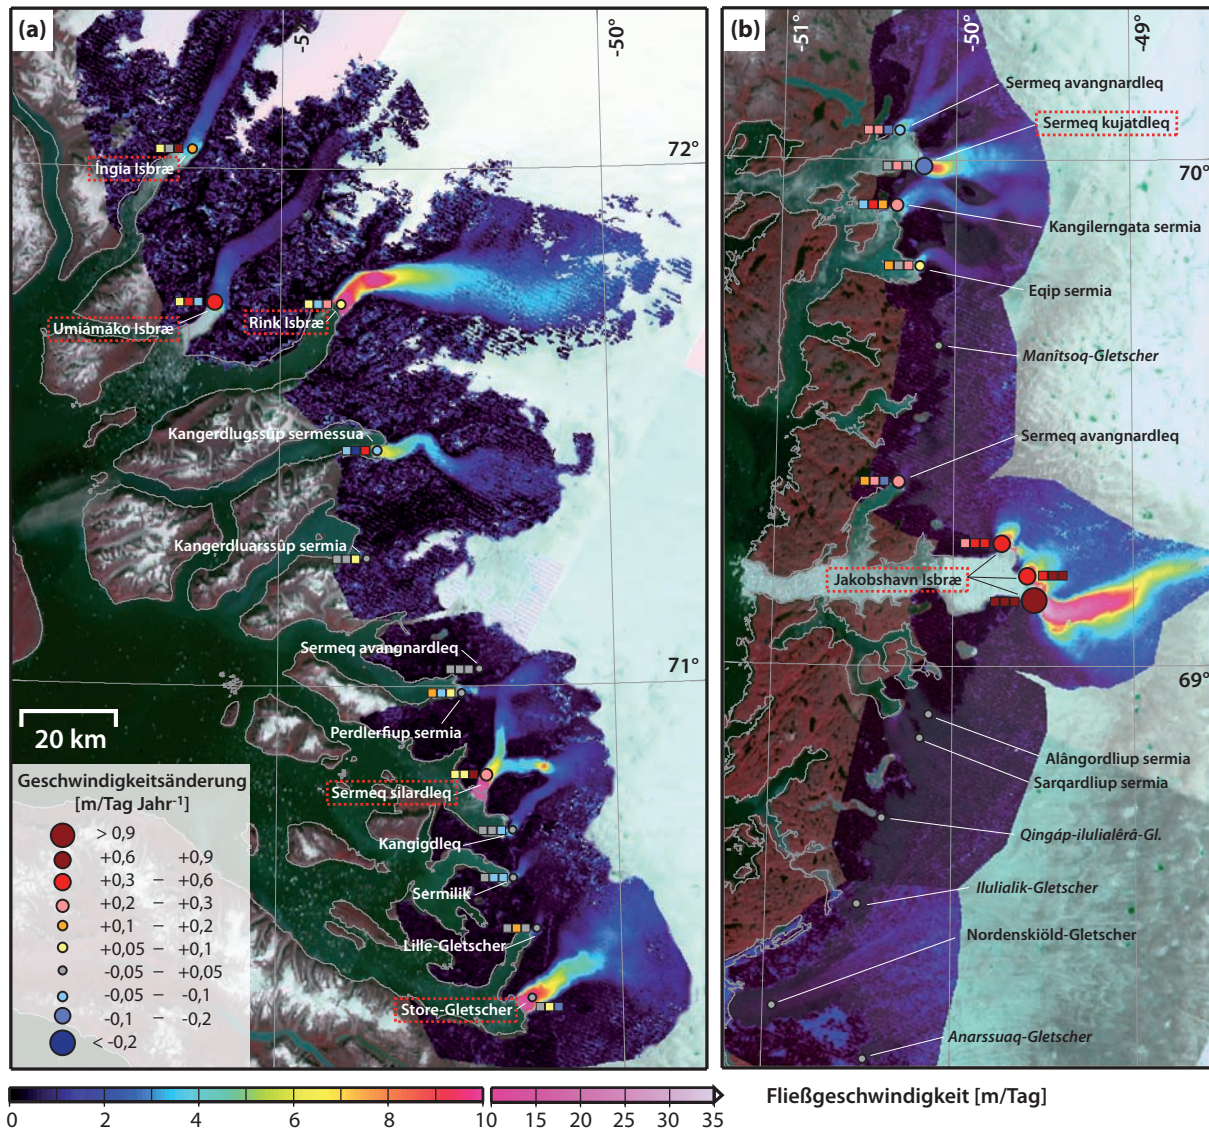 (a)
-50°
Ingia Isbræ
72°
Umiámáko Isbræ
Rink Isbræ
Kangerdlugssûp sermessua
Kangerdluarssûp sermia
Sermeq avangnardleq
71°
Perdlerfiup sermia
Sermeq silardleq
Kangigdleq
Sermilik
Lille-Gletscher
Store-Gletscher
20 km
Geschwindigkeitsänderung
[m/Tag Jahr⁻¹]
> 0,9
+0,6 +0,9
+0,3 – +0,6
+0,2 – +0,3
+0,1 – +0,2
+0,05 – +0,1
-0,05 – +0,05
-0,05 – -0,1
-0,1 – -0,2
< -0,2
(b)
-51°
-50°
-49°
Sermeq avangnardleq
Sermeq kujatdleq
70°
Kangilerngata sermia
Eqip sermia
Manîtsoq-Gletscher
Sermeq avangnardleq
Jakobshavn Isbræ
69°
Alângordliup sermia
Sarqardliup sermia
Qingáp-ilulialêrâ-Gl.
Ilulialik-Gletscher
Nordenskiöld-Gletscher
Anarssuaq-Gletscher
0 2 4 6 8 10 15 20 25 30 35
Fließgeschwindigkeit [m/Tag]